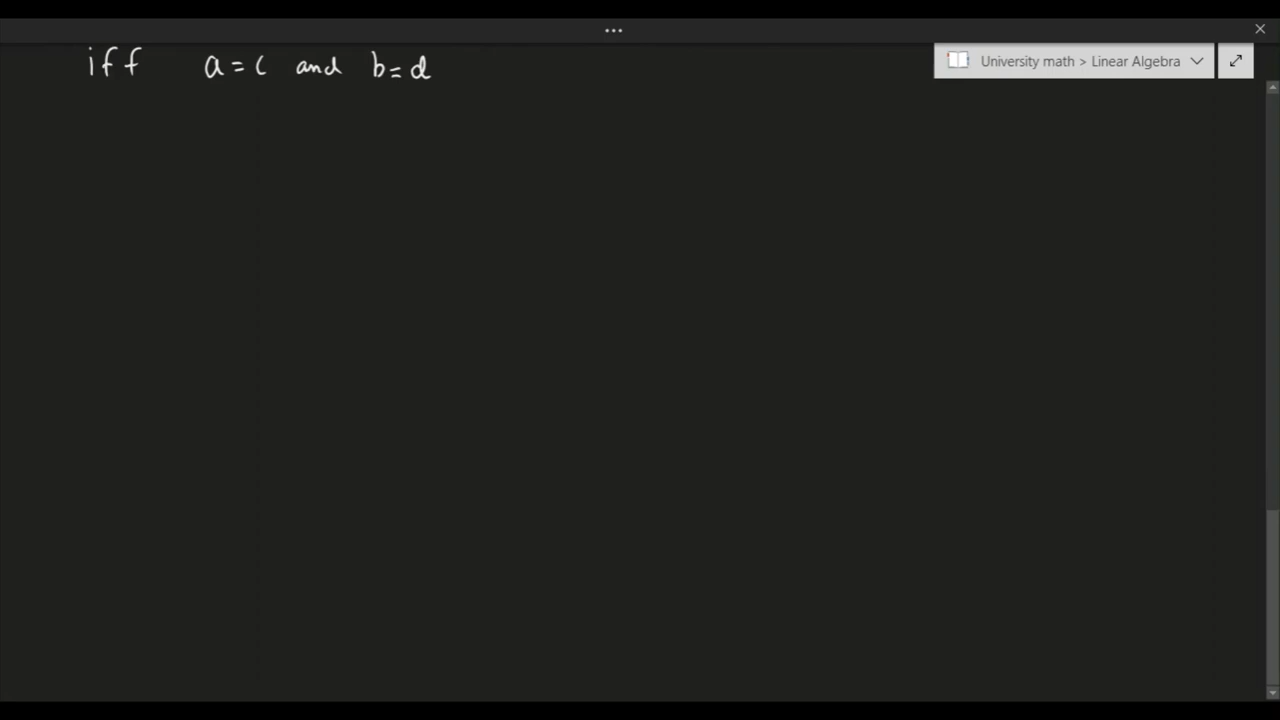 iff a = c and b = d
University math > Linear Algebra